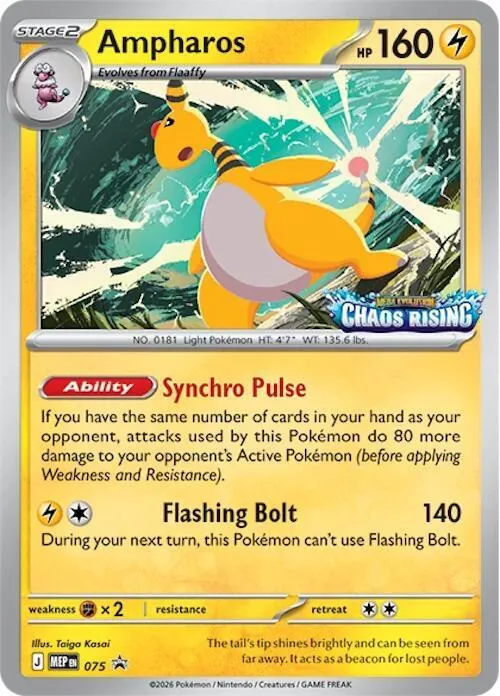 STAGE2
Ampharos
HP 160
Evolves from Flaaffy
MEGA EVOLUTION
CHAOS RISING
NO. 0181 Light Pokémon HT: 4'7" WT: 135.6 lbs.
Ability Synchro Pulse
If you have the same number of cards in your hand as your
opponent, attacks used by this Pokémon do 80 more
damage to your opponent's Active Pokémon (before applying
Weakness and Resistance).
Flashing Bolt 140
During your next turn, this Pokémon can't use Flashing Bolt.
weakness ×2 resistance retreat
Illus. Taiga Kasai
The tail's tip shines brightly and can be seen from
far away. It acts as a beacon for lost people.
J MEP EN 075 PROMO
©2026 Pokémon / Nintendo / Creatures / GAME FREAK